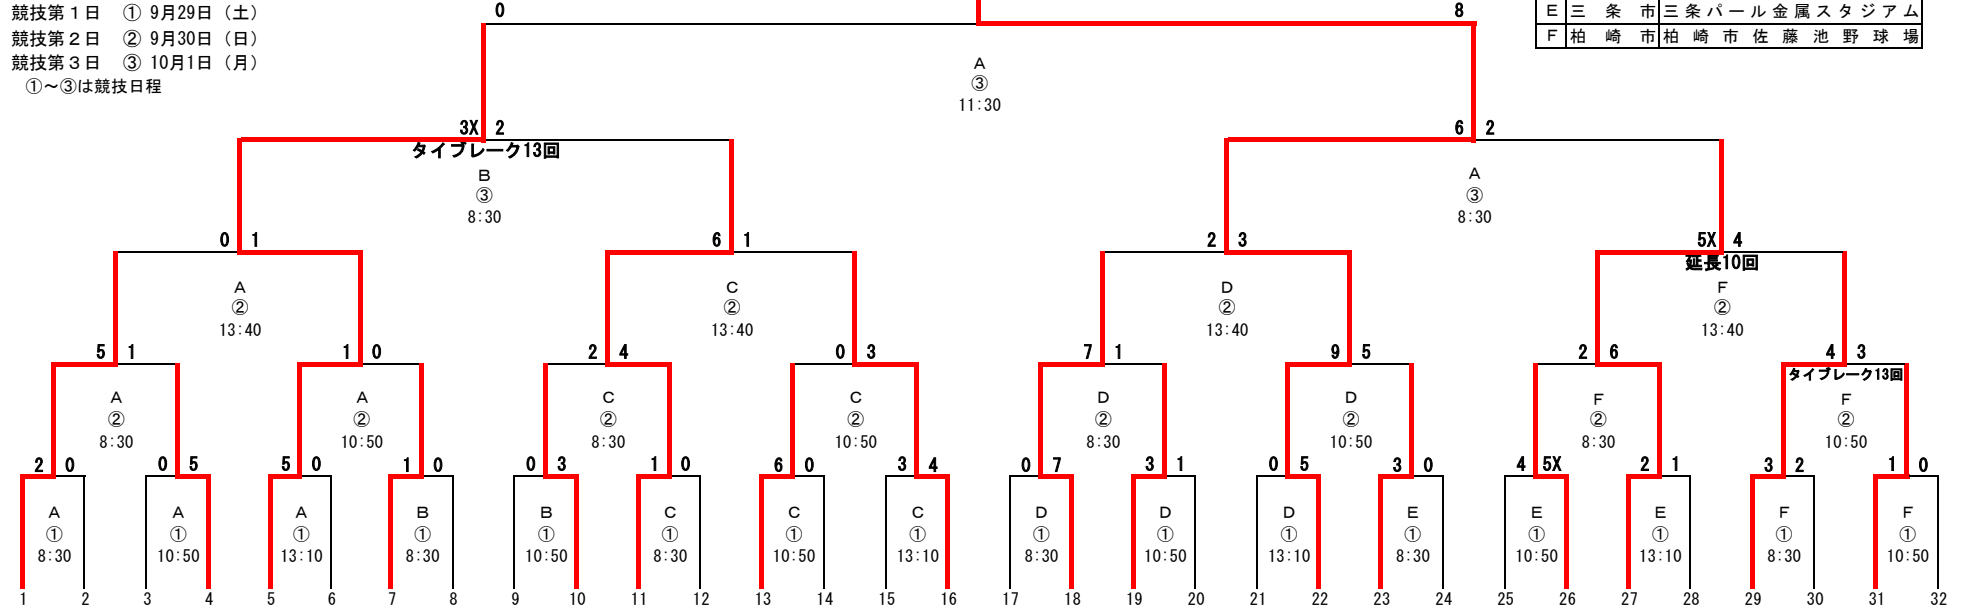 競技第１日　① 9月29日（土）
競技第２日　② 9月30日（日）
競技第３日　③ 10月1日（月）
①～③は競技日程
E 三条市 三条パール金属スタジアム
F 柏崎市 柏崎市佐藤池野球場
0 8
A
③
11:30
3X 2 6 2
タイブレーク13回
B A
③ ③
8:30 8:30
0 1 6 1 2 3 5X 4
延長10回
A C D F
② ② ② ②
13:40 13:40 13:40 13:40
5 1 1 0 2 4 0 3 7 1 9 5 2 6 4 3
タイブレーク13回
A A C C D D F F
② ② ② ② ② ② ② ②
8:30 10:50 8:30 10:50 8:30 10:50 8:30 10:50
2 0 0 5 5 0 1 0 0 3 1 0 6 0 3 4 0 7 3 1 0 5 3 0 4 5X 2 1 3 2 1 0
A A A B B C C C D D D E E E F F
① ① ① ① ① ① ① ① ① ① ① ① ① ① ① ①
8:30 10:50 13:10 8:30 10:50 8:30 10:50 13:10 8:30 10:50 13:10 8:30 10:50 13:10 8:30 10:50
1 2 3 4 5 6 7 8 9 10 11 12 13 14 15 16 17 18 19 20 21 22 23 24 25 26 27 28 29 30 31 32